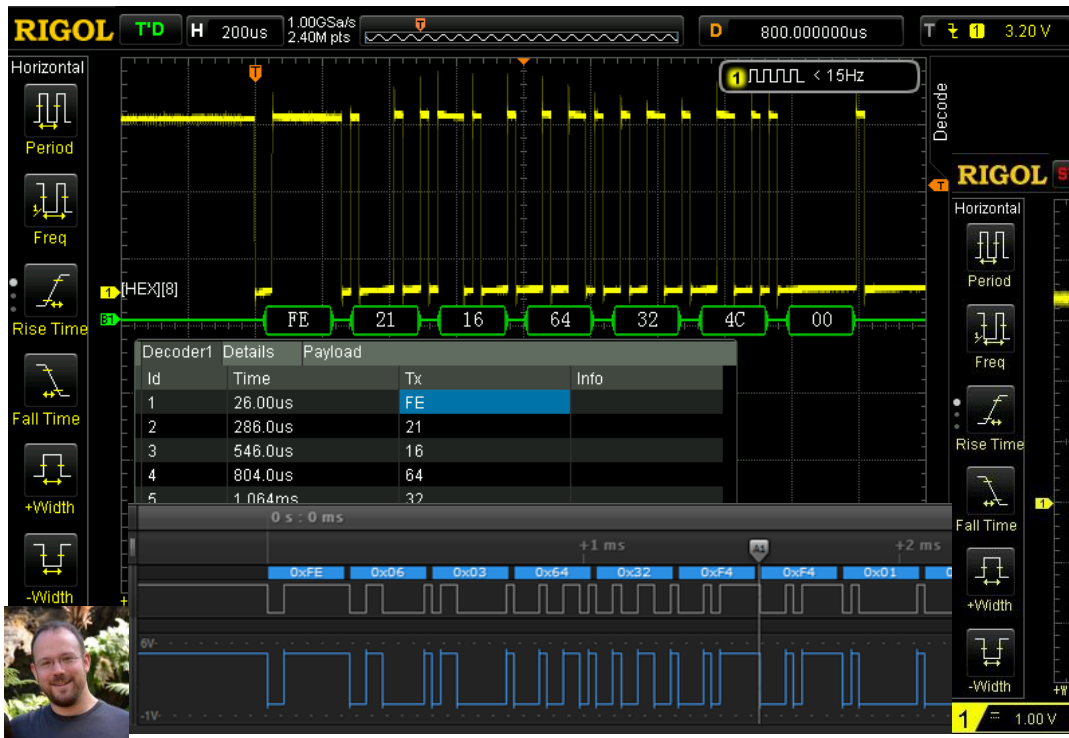 RIGOL T'D H 200us 1.00GSa/s 2.40M pts T D 800.000000us T 1 3.20 V
Horizontal
T
1 < 15Hz
Decode
Period
T
RIGOL
Horizontal
Freq
Period
1 [HEX][8]
Rise Time
B1 FE 21 16 64 32 4C 00
Freq
Decoder1 Details Payload
Id Time Tx Info
1 26.00us FE
Fall Time
2 286.0us 21
Rise Time
3 546.0us 16
4 804.0us 64
5 1.064ms 32
+Width
1
0 s : 0 ms
Fall Time
+1 ms A1 +2 ms
0xFE 0x06 0x03 0x64 0x32 0xF4 0xF4 0x01
-Width
+Width
6V
-Width
-1V
1 = 1.00 V